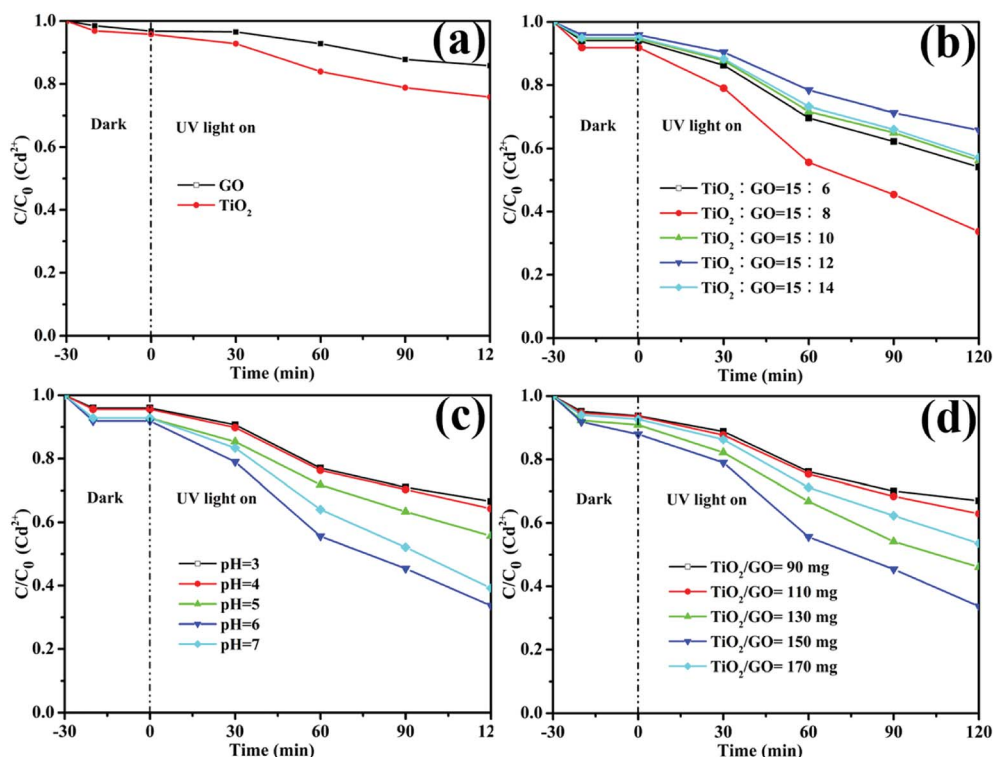 (a)
1.0
0.8
0.6
0.4
0.2
0.0
C/C₀ (Cd²⁺)
Dark
UV light on
GO
TiO₂
-30 0 30 60 90 12
Time (min)
(b)
1.0
0.8
0.6
0.4
0.2
0.0
C/C₀ (Cd²⁺)
Dark
UV light on
TiO₂：GO=15：6
TiO₂：GO=15：8
TiO₂：GO=15：10
TiO₂：GO=15：12
TiO₂：GO=15：14
-30 0 30 60 90 120
Time (min)
(c)
1.0
0.8
0.6
0.4
0.2
0.0
C/C₀ (Cd²⁺)
Dark
UV light on
pH=3
pH=4
pH=5
pH=6
pH=7
-30 0 30 60 90 12
Time (min)
(d)
1.0
0.8
0.6
0.4
0.2
0.0
C/C₀ (Cd²⁺)
Dark
UV light on
TiO₂/GO= 90 mg
TiO₂/GO= 110 mg
TiO₂/GO= 130 mg
TiO₂/GO= 150 mg
TiO₂/GO= 170 mg
-30 0 30 60 90 120
Time (min)